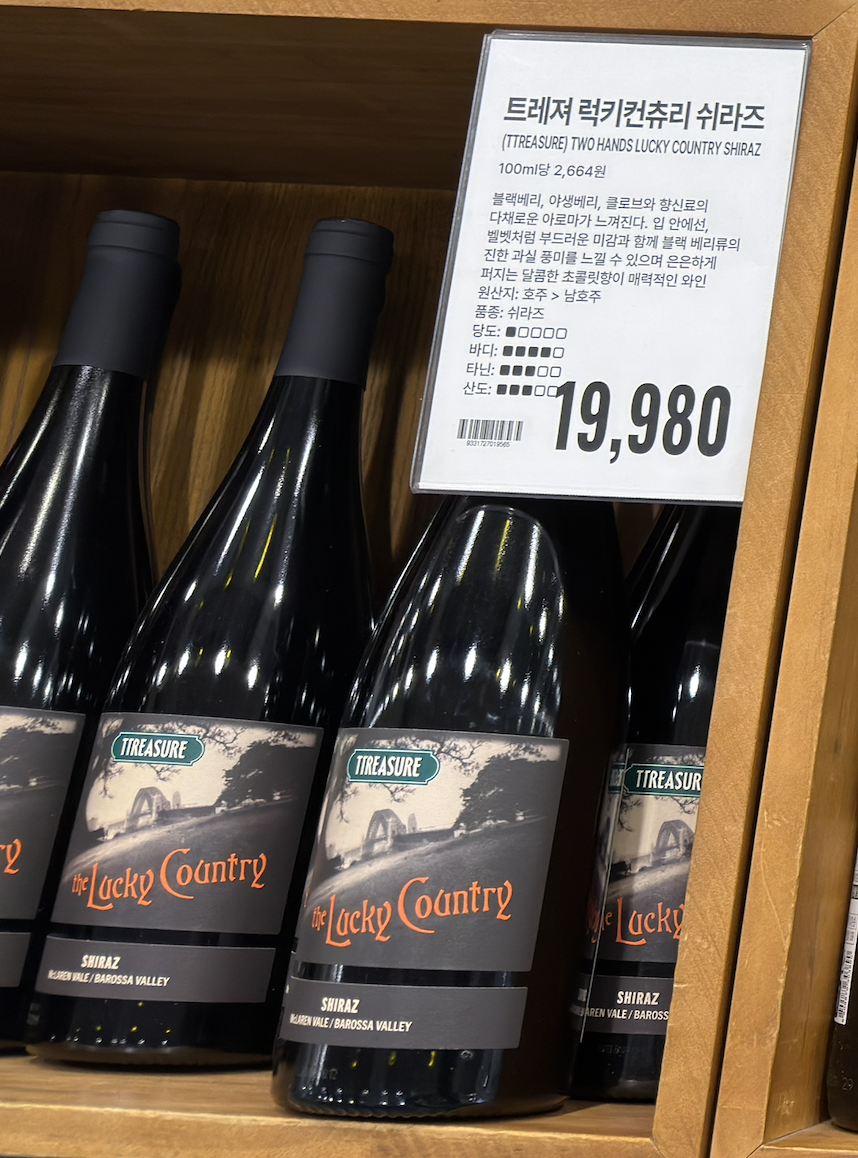 트레져 럭키컨츄리 쉬라즈
(TTREASURE) TWO HANDS LUCKY COUNTRY SHIRAZ
100ml당 2,664원
블랙베리, 야생베리, 클로브와 향신료의
다채로운 아로마가 느껴진다. 입 안에선,
벨벳처럼 부드러운 미감과 함께 블랙 베리류의
진한 과실 풍미를 느낄 수 있으며 은은하게
퍼지는 달콤한 초콜릿향이 매력적인 와인
원산지: 호주 > 남호주
품종: 쉬라즈
당도: ■□□□□
바디: ■■■■□
타닌: ■■■□□
산도: ■■■□□
19,980
9331727019565
ry
TTREASURE
the Lucky Country
SHIRAZ
McLAREN VALE / BAROSSA VALLEY
TTREASURE
the Lucky Country
SHIRAZ
McLAREN VALE / BAROSSA VALLEY
TTREASUR
Lucky
SHIRAZ
LAREN VALE / BAROSS
29